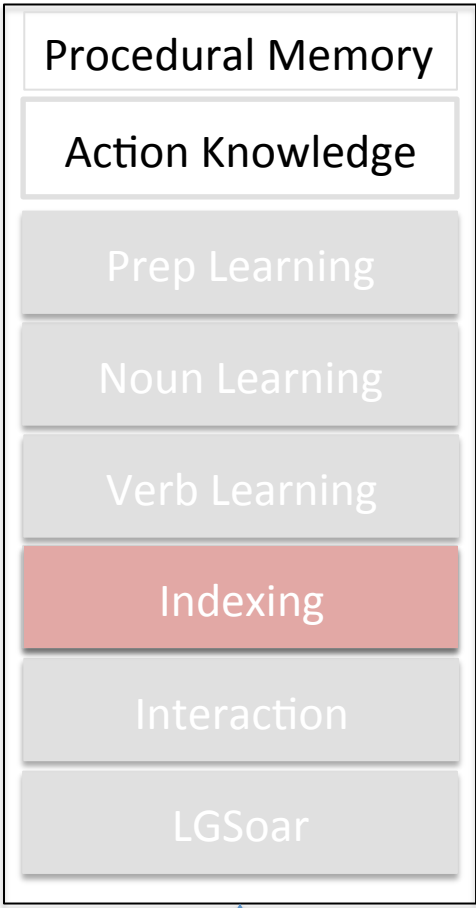 Procedural Memory
Action Knowledge
Prep Learning
Noun Learning
Verb Learning
Indexing
Interaction
LGSoar